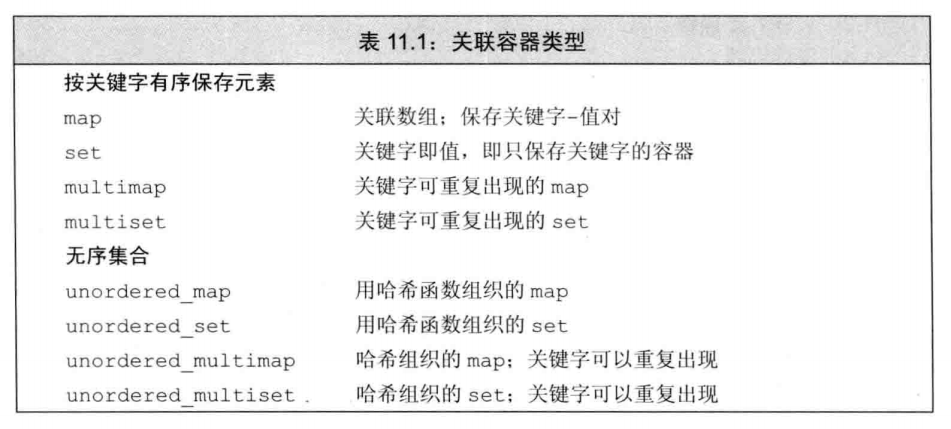 表 11.1：关联容器类型
按关键字有序保存元素
map 关联数组；保存关键字-值对
set 关键字即值，即只保存关键字的容器
multimap 关键字可重复出现的 map
multiset 关键字可重复出现的 set
无序集合
unordered_map 用哈希函数组织的 map
unordered_set 用哈希函数组织的 set
unordered_multimap 哈希组织的 map；关键字可以重复出现
unordered_multiset 哈希组织的 set；关键字可以重复出现